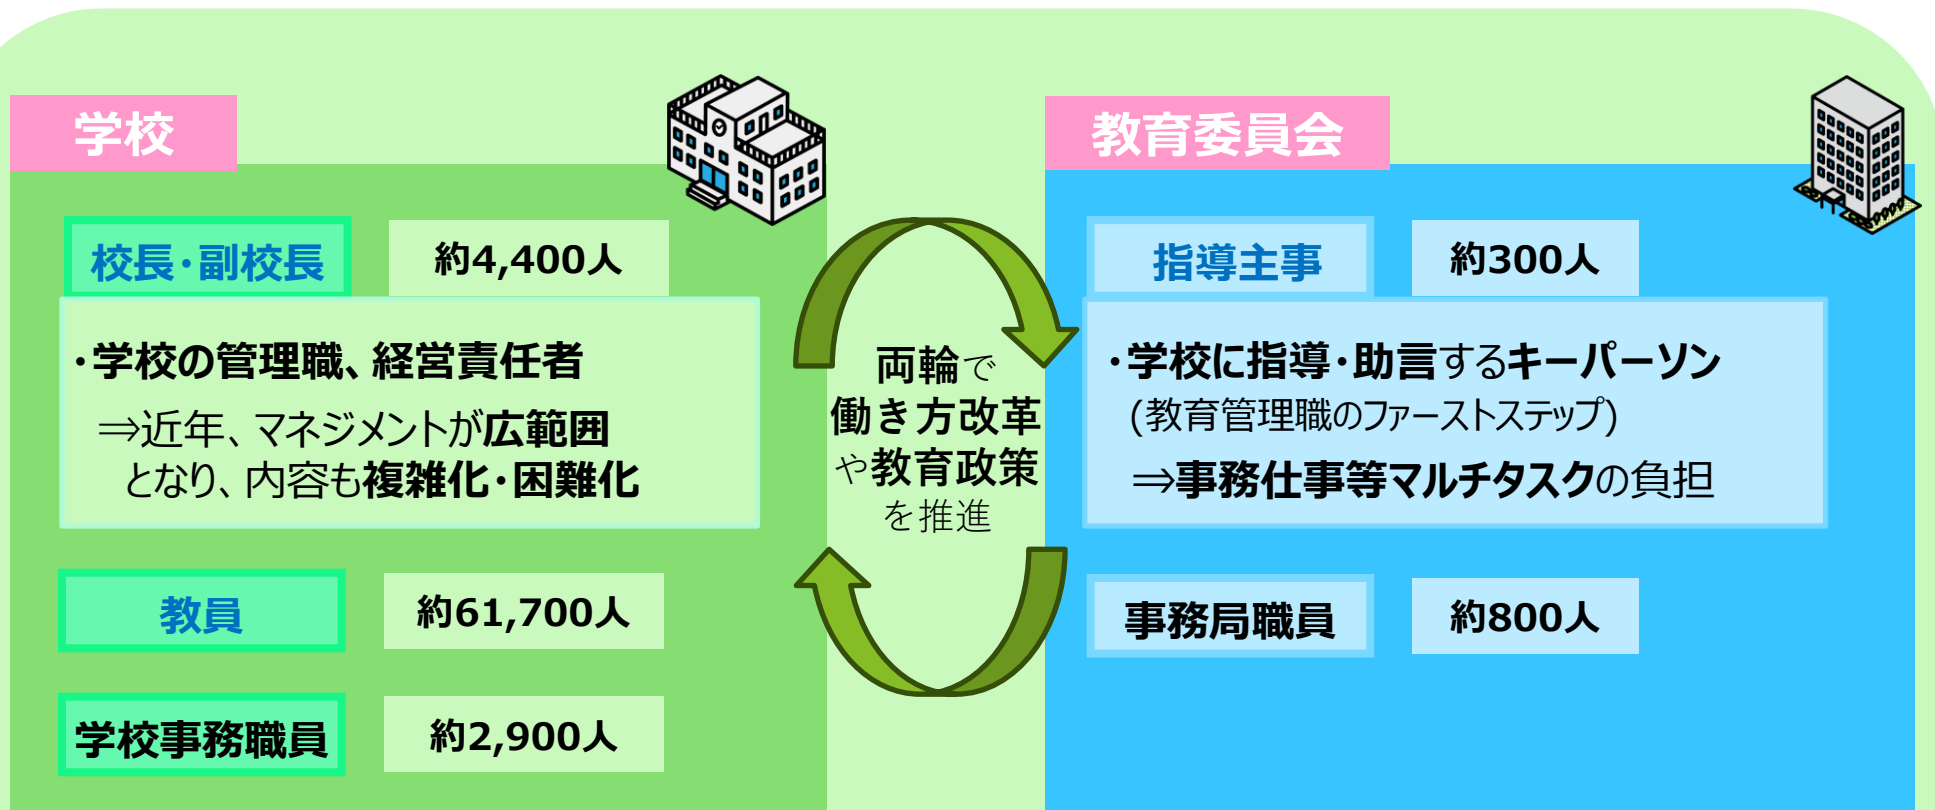 学校
校長・副校長
約4,400人
・学校の管理職、経営責任者
⇒近年、マネジメントが広範囲
となり、内容も複雑化・困難化
教員
約61,700人
学校事務職員
約2,900人
両輪で
働き方改革
や教育政策
を推進
教育委員会
指導主事
約300人
・学校に指導・助言するキーパーソン
(教育管理職のファーストステップ)
⇒事務仕事等マルチタスクの負担
事務局職員
約800人